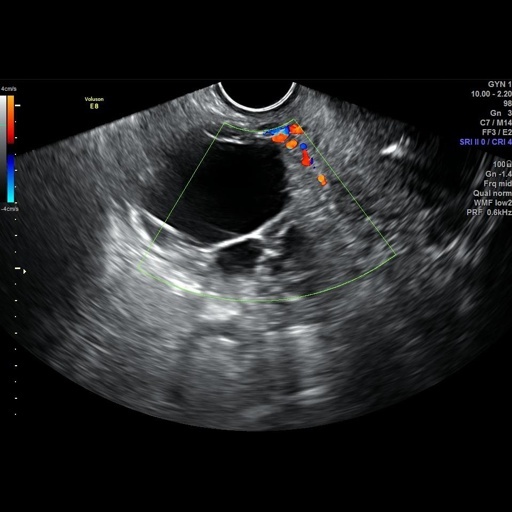 4cm/s
Voluson
E8
-4cm/s
GYN 1
10.00 - 2.20
98
Gn 3
C7 / M14
FF3 / E2
SRI II 0 / CRI 4
100
Gn -1.4
Frq mid
Qual norm
WMF low2
PRF 0.6kHz